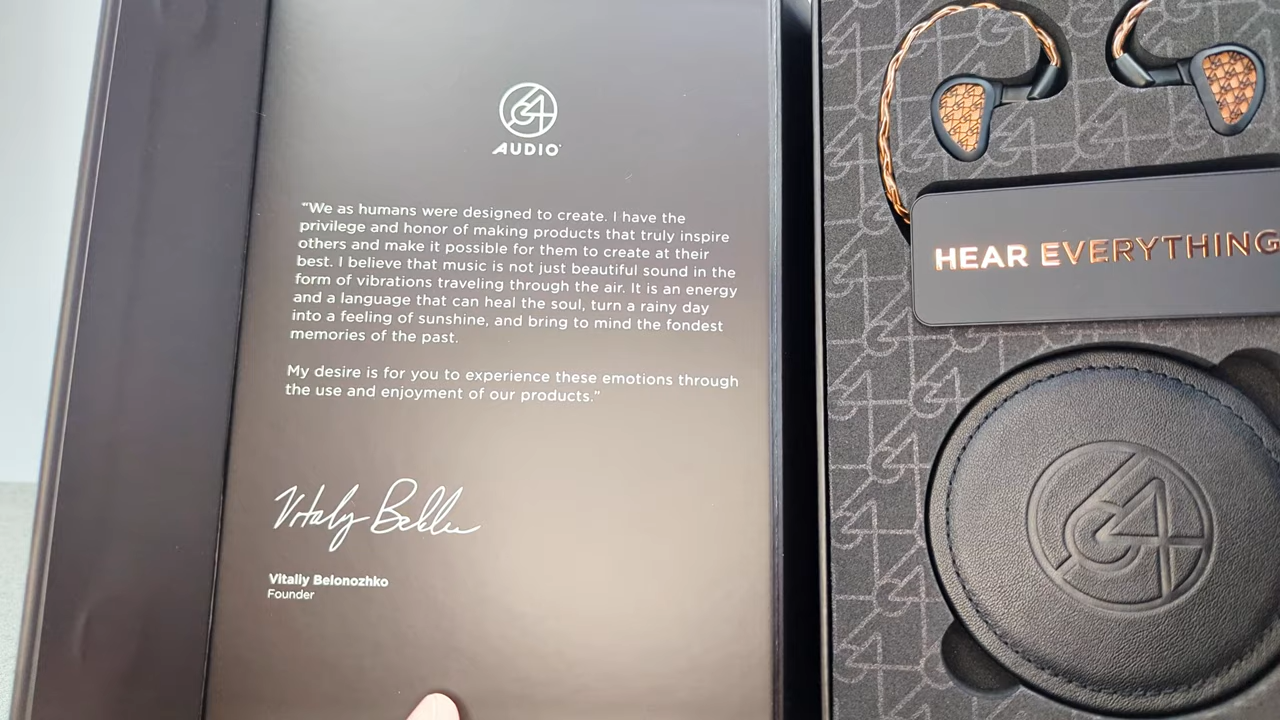 64
AUDIO
"We as humans were designed to create. I have the
privilege and honor of making products that truly inspire
others and make it possible for them to create at their
best. I believe that music is not just beautiful sound in the
form of vibrations traveling through the air. It is an energy
and a language that can heal the soul, turn a rainy day
into a feeling of sunshine, and bring to mind the fondest
memories of the past.
My desire is for you to experience these emotions through
the use and enjoyment of our products."
Vitaliy Belonozhko
Founder
HEAR EVERYTHING
64